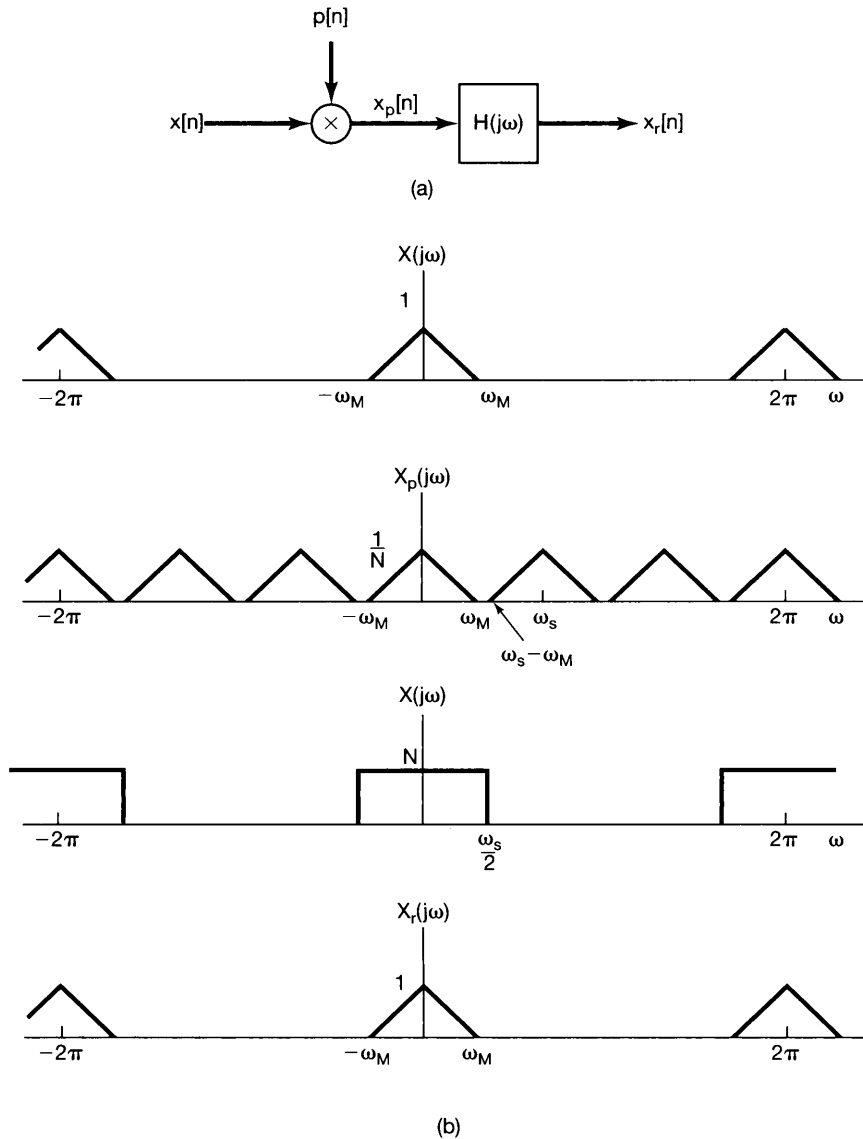 p[n]
x[n] x_p[n] H(jω) x_r[n]
(a)
X(jω)
1
−2π −ω_M ω_M 2π ω
X_p(jω)
1/N
−2π −ω_M ω_M ω_s 2π ω
ω_s − ω_M
X(jω)
N
−2π ω_s/2 2π ω
X_r(jω)
1
−2π −ω_M ω_M 2π ω
(b)